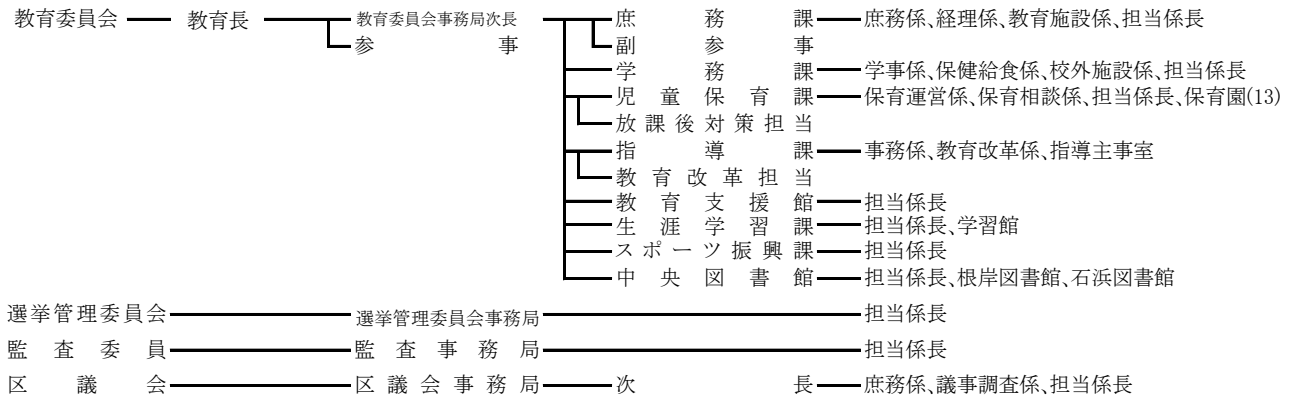 教育委員会 教育長 教育委員会事務局次長 庶務課 庶務係、経理係、教育施設係、担当係長
参事 副参事
学務課 学事係、保健給食係、校外施設係、担当係長
児童保育課 保育運営係、保育相談係、担当係長、保育園(13)
放課後対策担当
指導課 事務係、教育改革係、指導主事室
教育改革担当
教育支援館 担当係長
生涯学習課 担当係長、学習館
スポーツ振興課 担当係長
中央図書館 担当係長、根岸図書館、石浜図書館
選挙管理委員会 選挙管理委員会事務局 担当係長
監査委員 監査事務局 担当係長
区議会 区議会事務局 次長 庶務係、議事調査係、担当係長